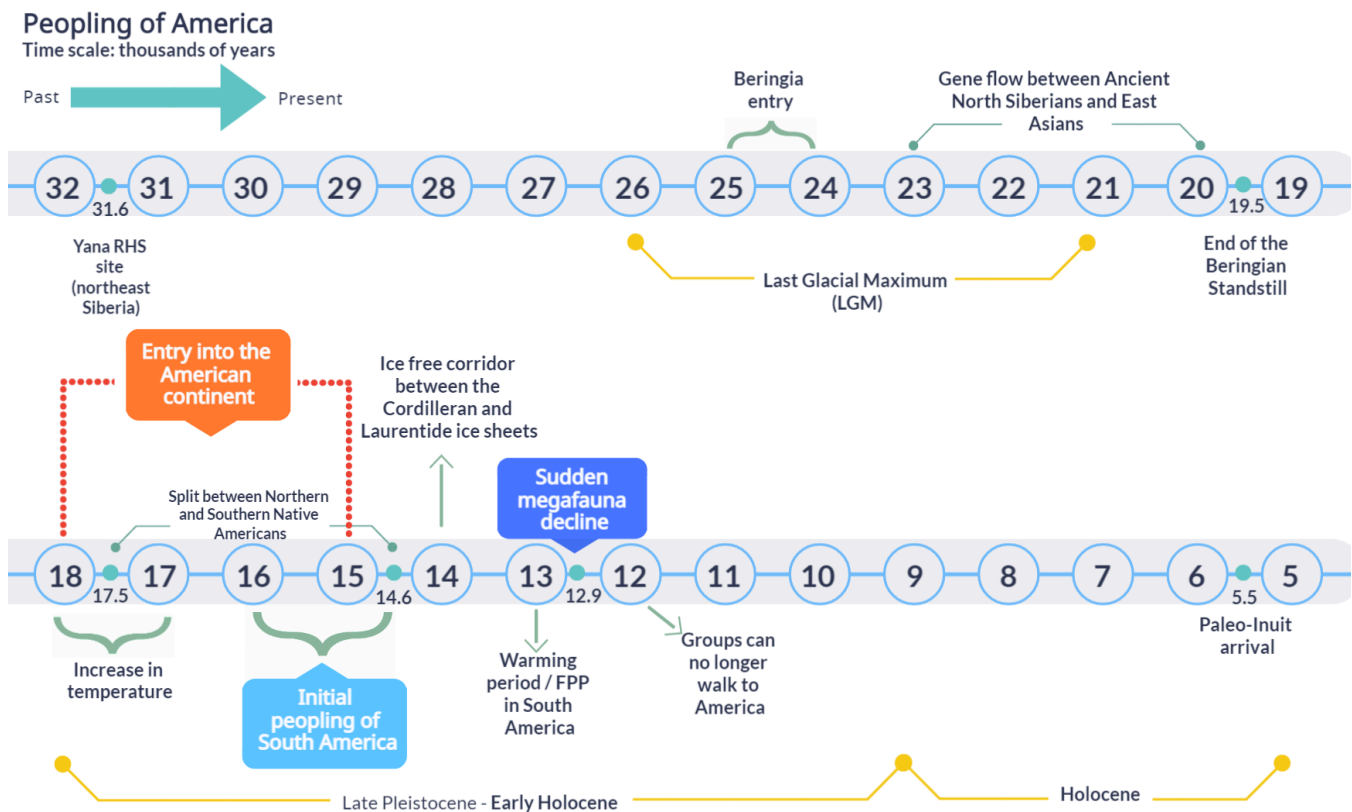 Peopling of America
Time scale: thousands of years
Past
Present
Beringia
entry
Gene flow between Ancient
North Siberians and East
Asians
32 31 30 29 28 27 26 25 24 23 22 21 20 19
31.6
19.5
Yana RHS
site
(northeast
Siberia)
Last Glacial Maximum
(LGM)
End of the
Beringian
Standstill
Entry into the
American
continent
Ice free corridor
between the
Cordilleran and
Laurentide ice sheets
Split between Northern
and Southern Native
Americans
Sudden
megafauna
decline
18 17 16 15 14 13 12 11 10 9 8 7 6 5
17.5
14.6
12.9
5.5
Increase in
temperature
Initial
peopling of
South America
Warming
period / FPP
in South
America
Groups can
no longer
walk to
America
Paleo-Inuit
arrival
Late Pleistocene - Early Holocene
Holocene